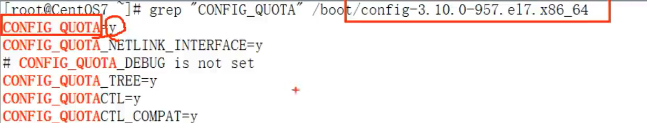 [root@CentOS7 ~]# grep "CONFIG_QUOTA" /boot/config-3.10.0-957.el7.x86_64
CONFIG_QUOTA=y
CONFIG_QUOTA_NETLINK_INTERFACE=y
# CONFIG_QUOTA_DEBUG is not set
CONFIG_QUOTA_TREE=y
CONFIG_QUOTACTL=y
CONFIG_QUOTACTL_COMPAT=y